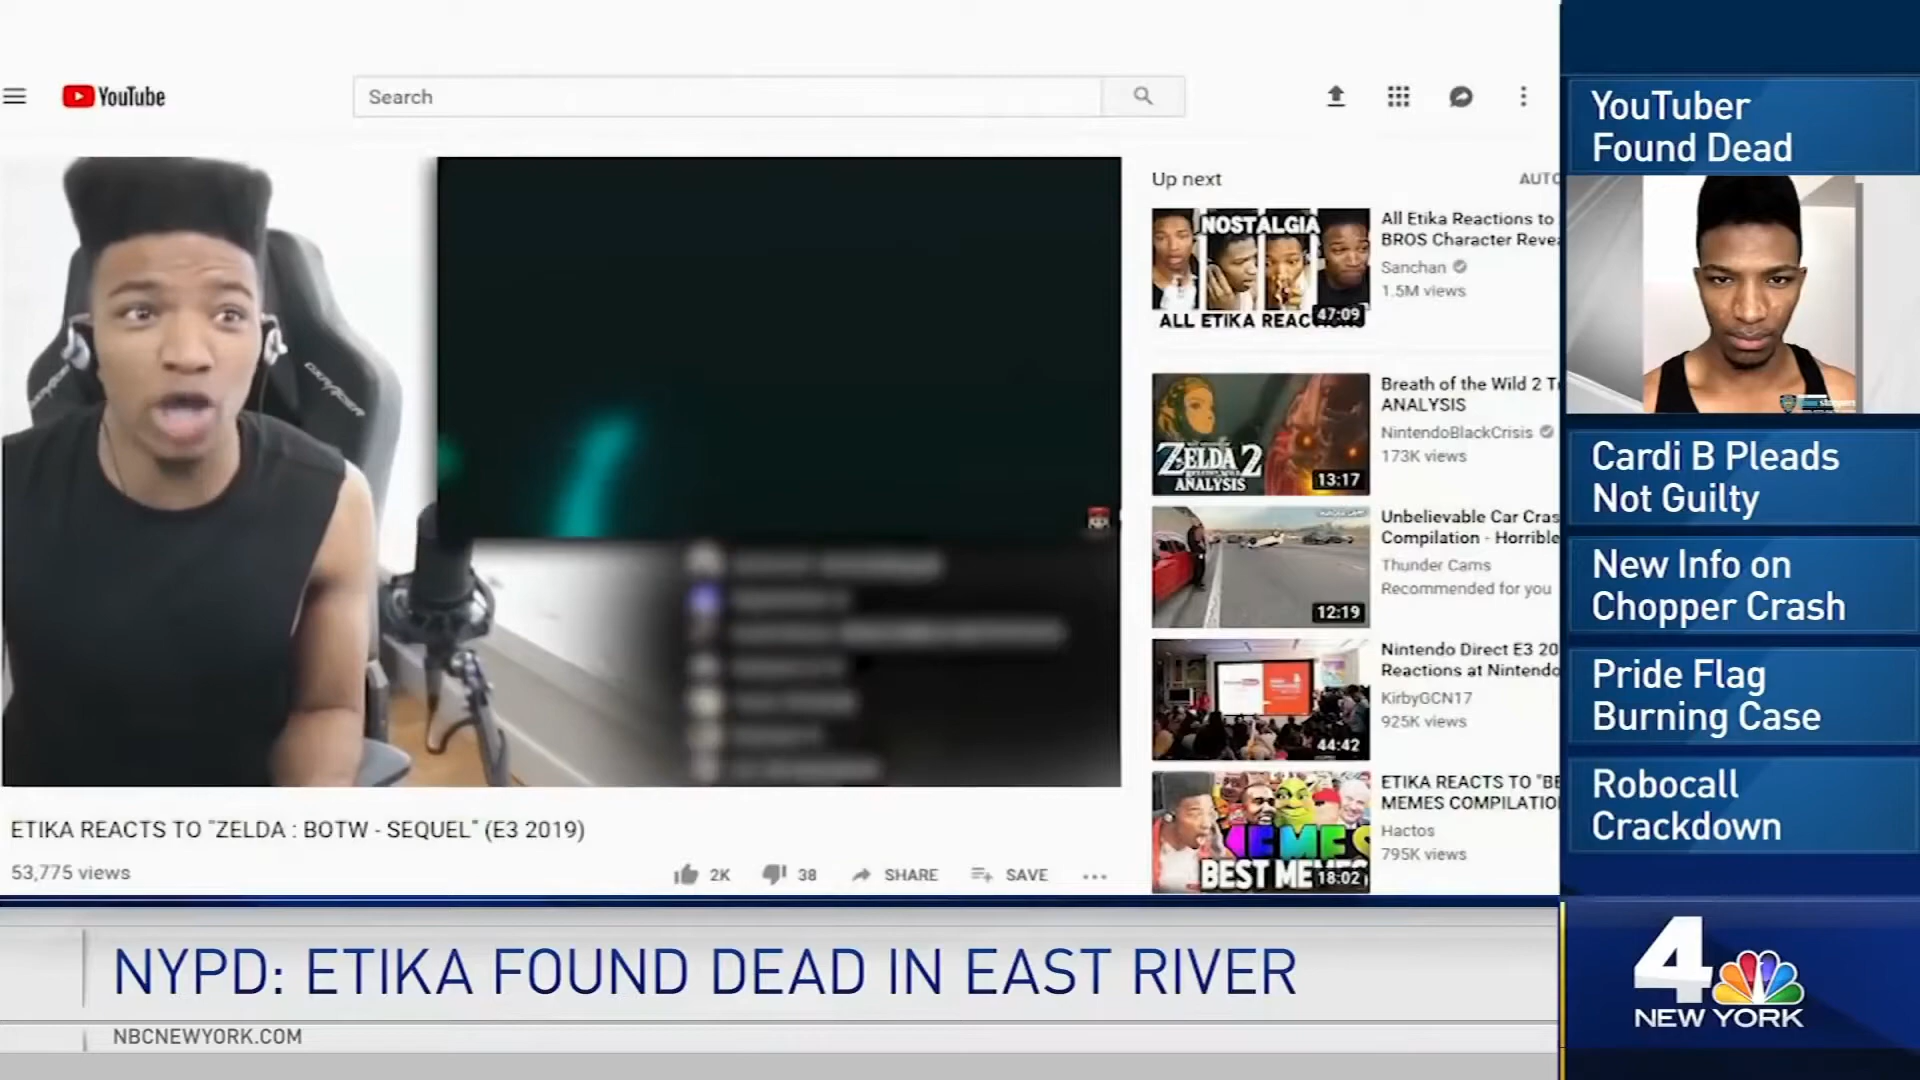 YouTube
Search
ETIKA REACTS TO "ZELDA : BOTW - SEQUEL" (E3 2019)
53,775 views
2K
38
SHARE
SAVE
DXRACER
Up next
AUTO
NOSTALGIA
ALL ETIKA REACTIONS
47:09
All Etika Reactions to
BROS Character Revea
Sanchan
1.5M views
ZELDA 2
ANALYSIS
13:17
Breath of the Wild 2 Tr
ANALYSIS
NintendoBlackCrisis
173K views
12:19
Unbelievable Car Cras
Compilation - Horrible
Thunder Cams
Recommended for you
44:42
Nintendo Direct E3 20
Reactions at Nintendo
KirbyGCN17
925K views
MEMES
BEST MEMES
18:02
ETIKA REACTS TO "BE
MEMES COMPILATIO
Hactos
795K views
YouTuber
Found Dead
Cardi B Pleads
Not Guilty
New Info on
Chopper Crash
Pride Flag
Burning Case
Robocall
Crackdown
NYPD: ETIKA FOUND DEAD IN EAST RIVER
NBCNEWYORK.COM
4
NEW YORK